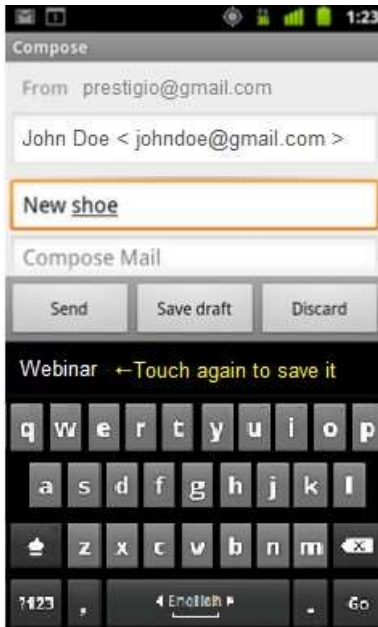 1:23
Compose
From prestigio@gmail.com
John Doe < johndoe@gmail.com >
New shoe
Compose Mail
Send Save draft Discard
Webinar ←Touch again to save it
q w e r t y u i o p
a s d f g h j k l
z x c v b n m
?123 , English . Go